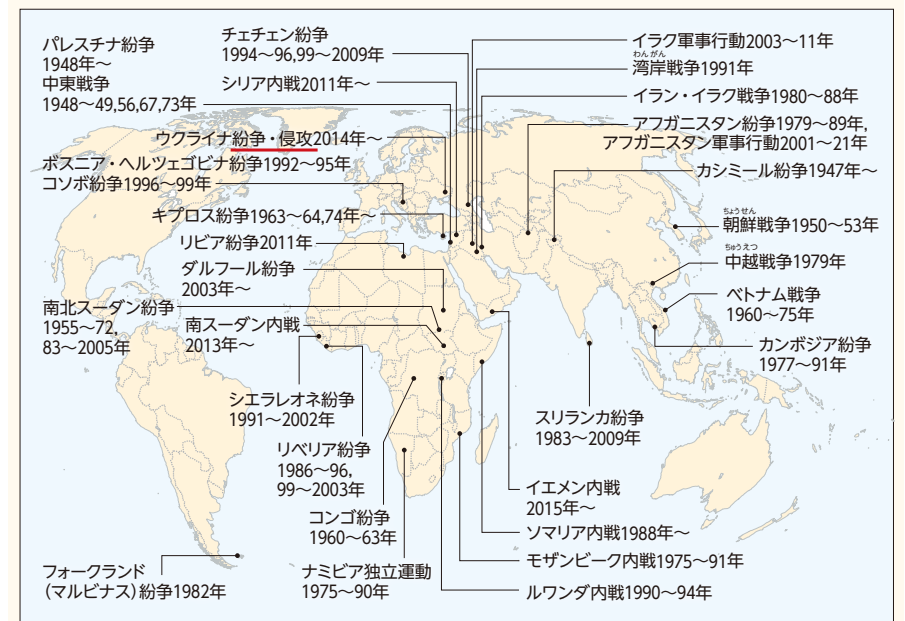 パレスチナ紛争
1948年～
中東戦争
1948～49,56,67,73年
チェチェン紛争
1994～96,99～2009年
シリア内戦2011年～
ウクライナ紛争・侵攻2014年～
ボスニア・ヘルツェゴビナ紛争1992～95年
コソボ紛争1996～99年
キプロス紛争1963～64,74年～
リビア紛争2011年
ダルフール紛争
2003年～
南北スーダン紛争
1955～72,
83～2005年
南スーダン内戦
2013年～
シエラレオネ紛争
1991～2002年
リベリア紛争
1986～96,
99～2003年
コンゴ紛争
1960～63年
ナミビア独立運動
1975～90年
フォークランド
（マルビナス）紛争1982年
イラク軍事行動2003～11年
わんがん
湾岸戦争1991年
イラン・イラク戦争1980～88年
アフガニスタン紛争1979～89年,
アフガニスタン軍事行動2001～21年
カシミール紛争1947年～
ちょうせん
朝鮮戦争1950～53年
ちゅうえつ
中越戦争1979年
ベトナム戦争
1960～75年
カンボジア紛争
1977～91年
スリランカ紛争
1983～2009年
イエメン内戦
2015年～
ソマリア内戦1988年～
モザンビーク内戦1975～91年
ルワンダ内戦1990～94年